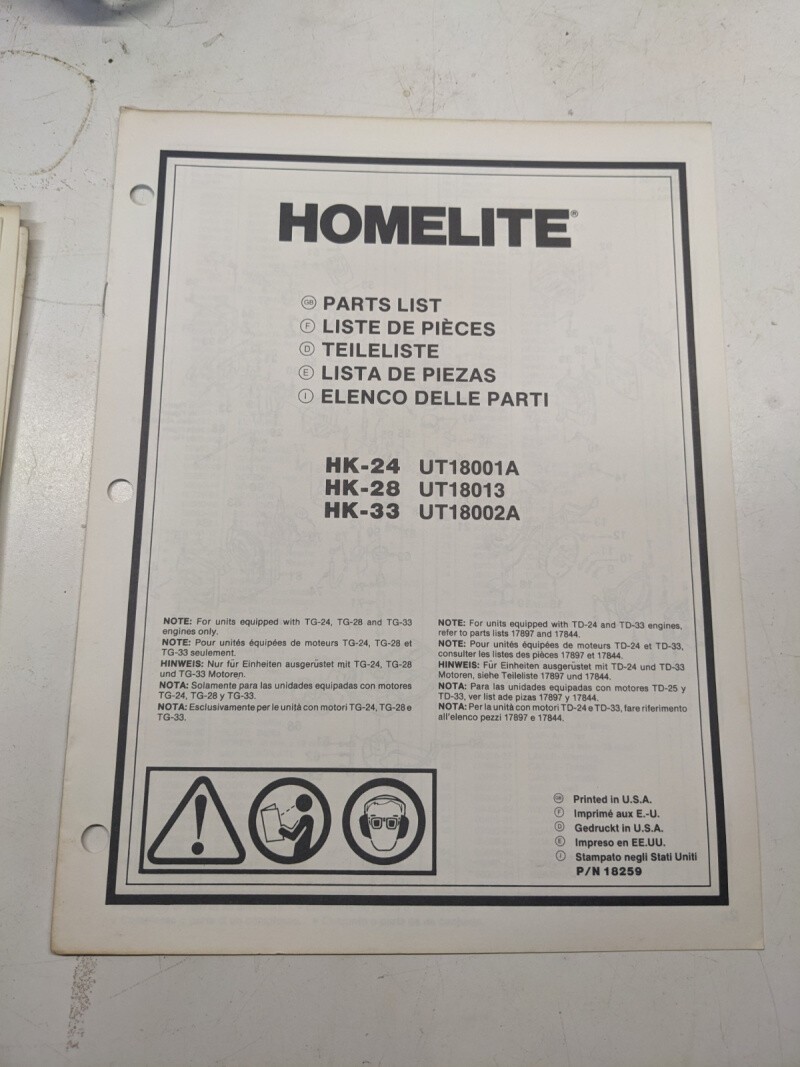 HOMELITE®
GB PARTS LIST
F LISTE DE PIÈCES
D TEILELISTE
E LISTA DE PIEZAS
I ELENCO DELLE PARTI
HK-24 UT18001A
HK-28 UT18013
HK-33 UT18002A
NOTE: For units equipped with TG-24, TG-28 and TG-33
engines only.
NOTE: Pour unités équipées de moteurs TG-24, TG-28 et
TG-33 seulement.
HINWEIS: Nur für Einheiten ausgerüstet mit TG-24, TG-28
und TG-33 Motoren.
NOTA: Solamente para las unidades equipadas con motores
TG-24, TG-28 y TG-33.
NOTA: Esclusivamente per le unità con motori TG-24, TG-28 e
TG-33.
NOTE: For units equipped with TD-24 and TD-33 engines,
refer to parts lists 17897 and 17844.
NOTE: Pour unités équipées de moteurs TD-24 et TD-33,
consulter les listes des pièces 17897 et 17844.
HINWEIS: Für Einheiten ausgerüstet mit TD-24 und TD-33
Motoren, siehe Teileliste 17897 und 17844.
NOTA: Para las unidades equipadas con motores TD-25 y
TD-33, ver list ade pizas 17897 y 17844.
NOTA: Per la unità con motori TD-24 e TD-33, fare riferimento
all'elenco pezzi 17897 e 17844.
GB Printed in U.S.A.
F Imprimé aux E.-U.
D Gedruckt in U.S.A.
E Impreso en EE.UU.
I Stampato negli Stati Uniti
P/N 18259